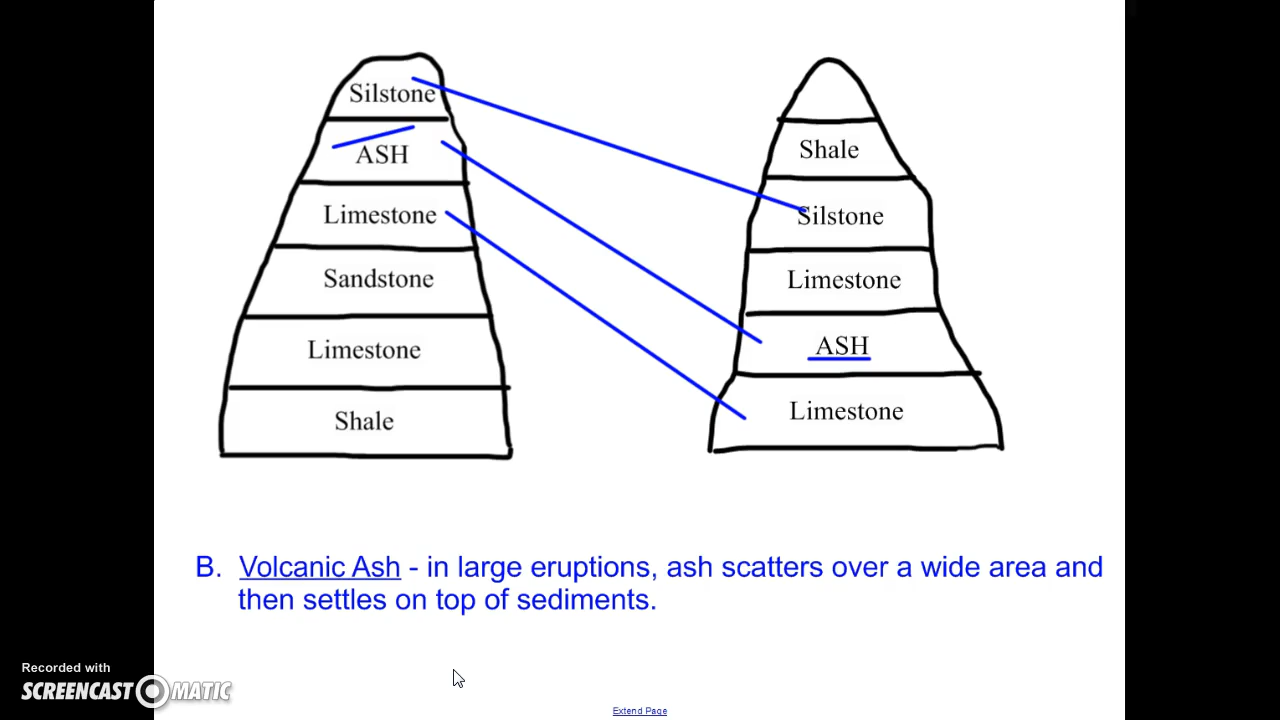 Silstone
ASH
Limestone
Sandstone
Limestone
Shale
Shale
Silstone
Limestone
ASH
Limestone
B. Volcanic Ash - in large eruptions, ash scatters over a wide area and
then settles on top of sediments.
Recorded with
SCREENCAST MATIC
Extend Page